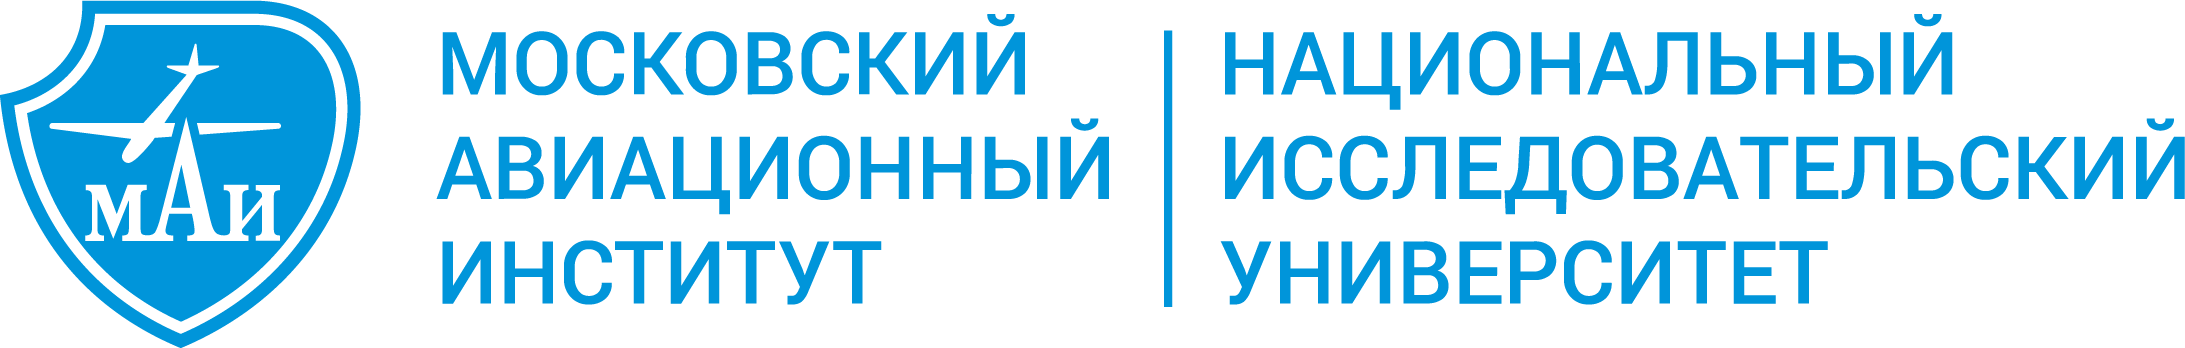 МАИ
МОСКОВСКИЙ
АВИАЦИОННЫЙ
ИНСТИТУТ
НАЦИОНАЛЬНЫЙ
ИССЛЕДОВАТЕЛЬСКИЙ
УНИВЕРСИТЕТ